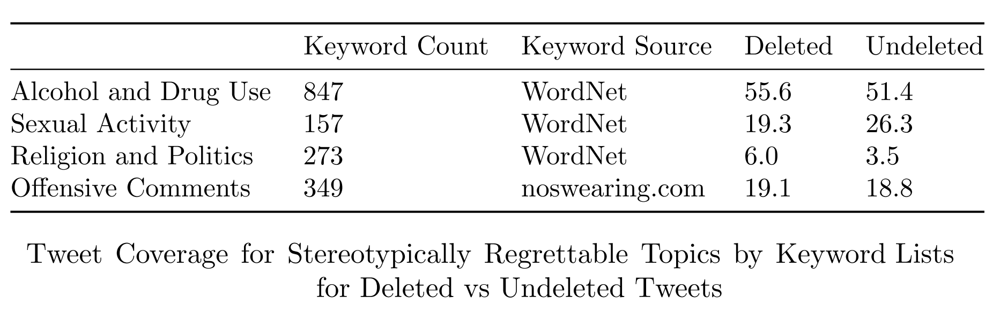 Keyword Count Keyword Source Deleted Undeleted
Alcohol and Drug Use 847 WordNet 55.6 51.4
Sexual Activity 157 WordNet 19.3 26.3
Religion and Politics 273 WordNet 6.0 3.5
Offensive Comments 349 noswearing.com 19.1 18.8
Tweet Coverage for Stereotypically Regrettable Topics by Keyword Lists
for Deleted vs Undeleted Tweets